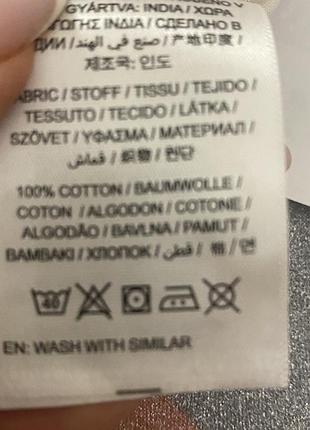 GYÁRTVA: INDIA / ΧΩΡΑ
ΑΓΩΓΗΣ ΙΝΔΙΑ / СДЕЛАНО В
ДИИ / صنع في الهند / 产地印度 /
제조국: 인도
FABRIC / STOFF / TISSU / TEJIDO /
TESSUTO / TECIDO / LÁTKA /
SZÖVET / ΥΦΑΣΜΑ / МАТЕРИАЛ /
قماش / 織物 / 원단
100% COTTON / BAUMWOLLE /
COTON / ALGODON / COTONE /
ALGODÃO / BAVLNA / PAMUT /
ΒΑΜΒΑΚΙ / ХЛОПОК / قطن / 棉 / 면
40
EN: WASH WITH SIMILAR